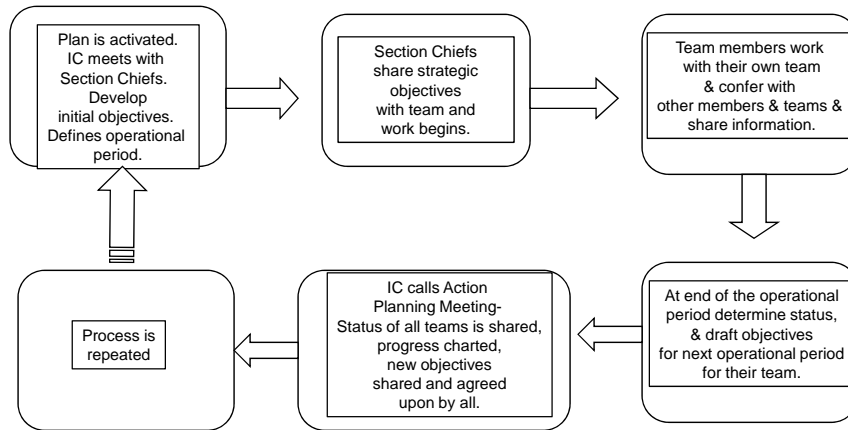 Plan is activated.
IC meets with
Section Chiefs.
Develop
initial objectives.
Defines operational
period.
Section Chiefs
share strategic
objectives
with team and
work begins.
Team members work
with their own team
& confer with
other members & teams &
share information.
At end of the operational
period determine status,
& draft objectives
for next operational period
for their team.
IC calls Action
Planning Meeting-
Status of all teams is shared,
progress charted,
new objectives
shared and agreed
upon by all.
Process is
repeated